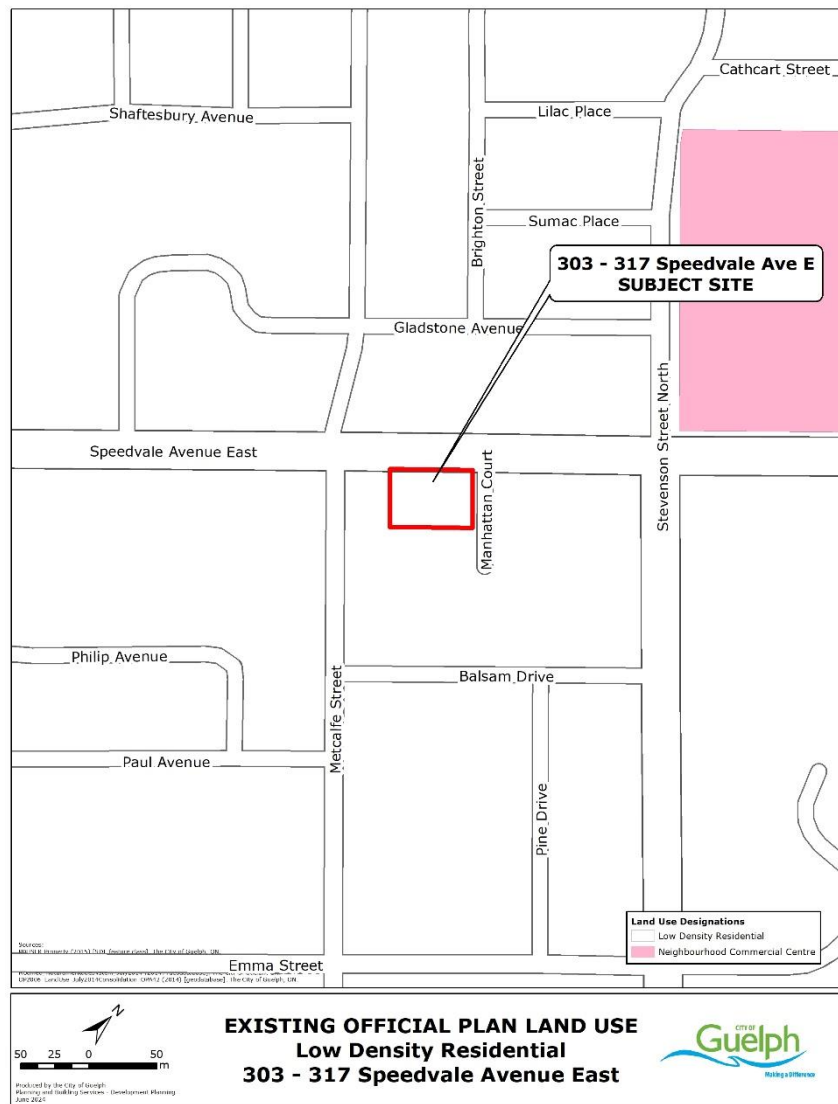 Cathcart Street
Shaftesbury Avenue
Lilac Place
Brighton Street
Sumac Place
303 - 317 Speedvale Ave E
SUBJECT SITE
Gladstone Avenue
Stevenson Street North
Speedvale Avenue East
Manhattan Court
Philip Avenue
Balsam Drive
Metcalfe Street
Paul Avenue
Pine Drive
Land Use Designations
Low Density Residential
Neighbourhood Commercial Centre
Sources:
Emma Street
N
50 25 0 50
m
EXISTING OFFICIAL PLAN LAND USE
Low Density Residential
303 - 317 Speedvale Avenue East
CITY OF
Guelph
Making a Difference
Produced by the City of Guelph
Planning and Building Services - Development Planning
June 2024